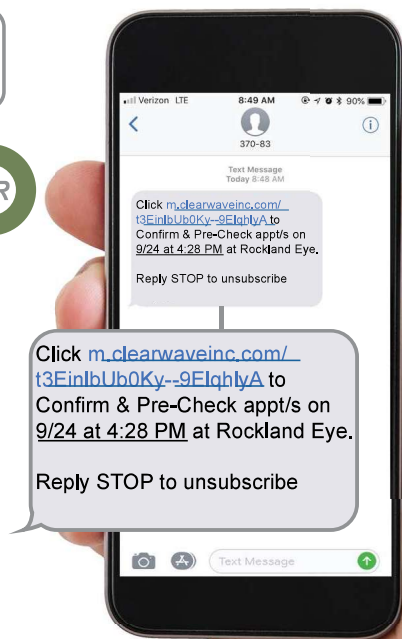 R
Verizon LTE 8:49 AM 90%
370-83
Text Message
Today 8:48 AM
Click m.clearwaveinc.com/
t3EinlbUb0Ky--9ElqhlyA to
Confirm & Pre-Check appt/s on
9/24 at 4:28 PM at Rockland Eye.
Reply STOP to unsubscribe
Click m.clearwaveinc.com/
t3EinlbUb0Ky--9ElqhlyA to
Confirm & Pre-Check appt/s on
9/24 at 4:28 PM at Rockland Eye.
Reply STOP to unsubscribe
Text Message